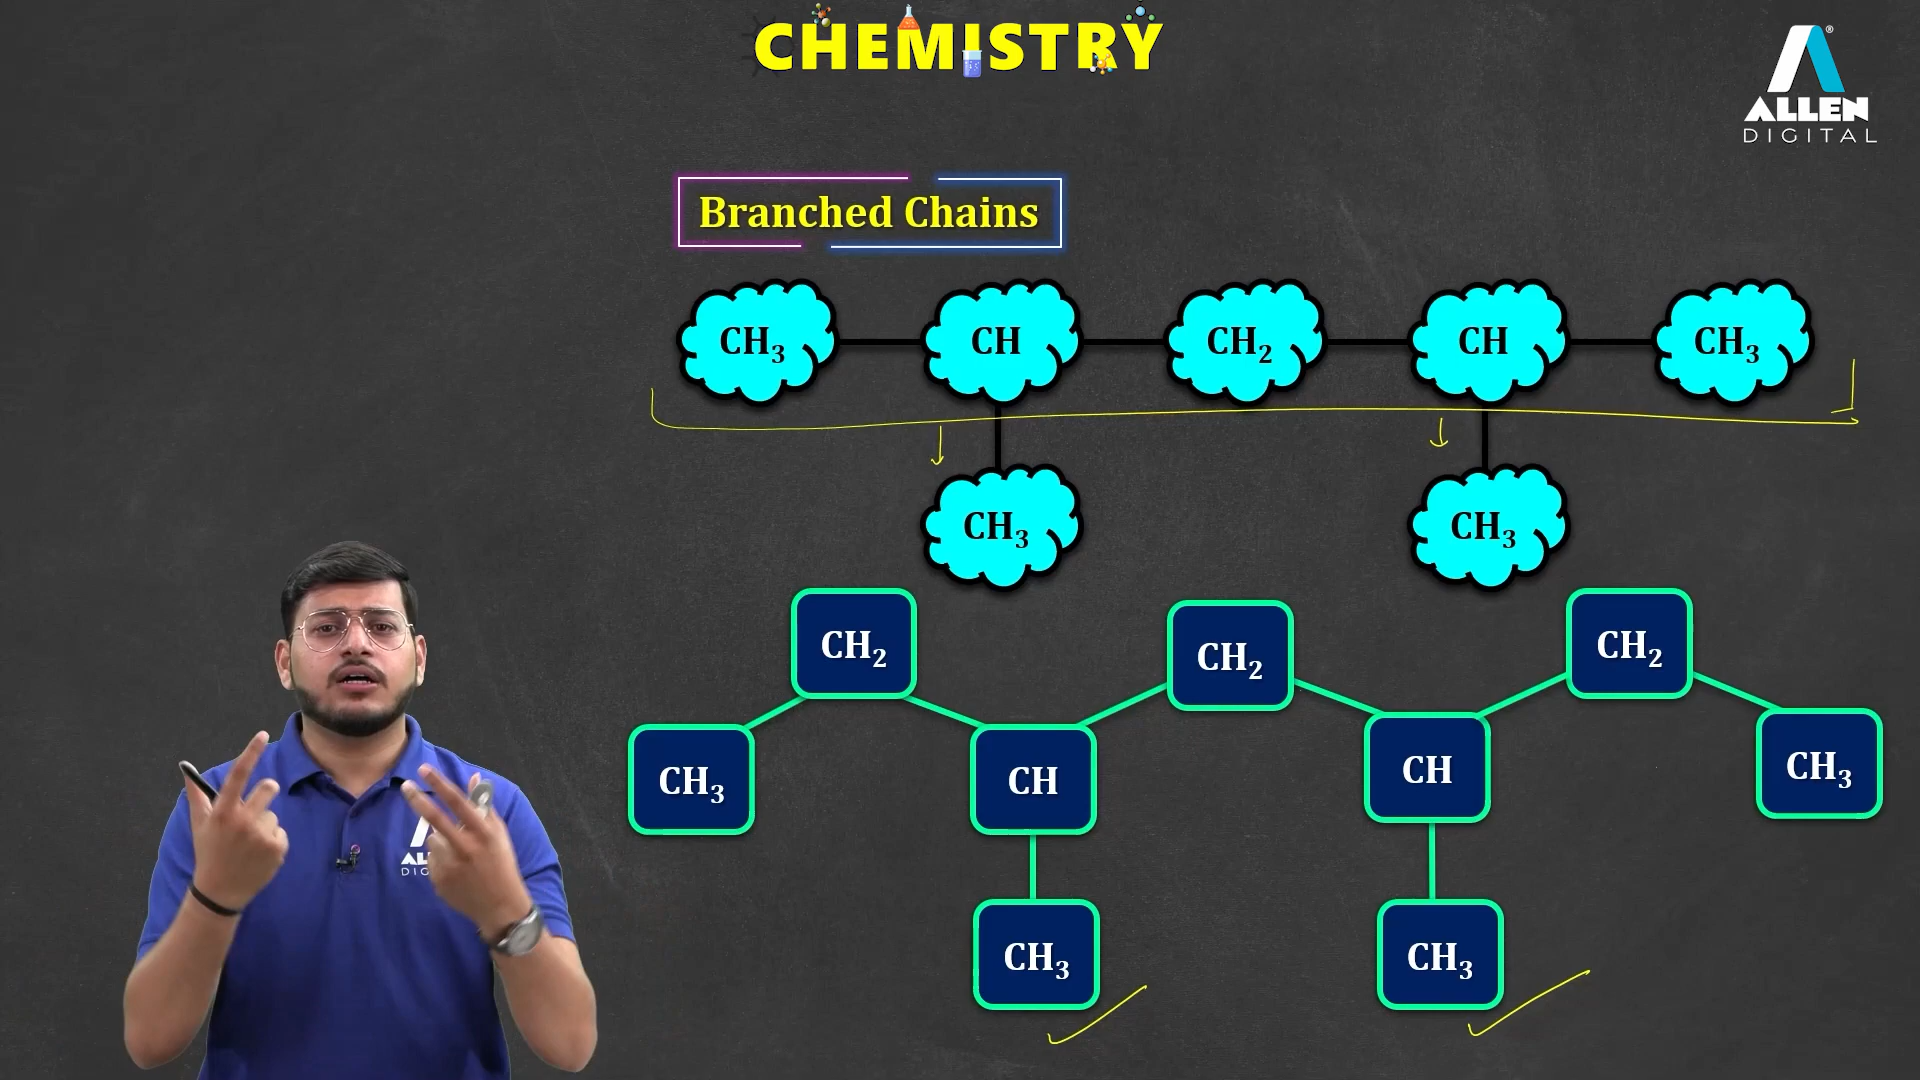 CHEMISTRY
ALLEN®
DIGITAL
Branched Chains
CH₃ CH CH₂ CH CH₃
CH₃ CH₃
CH₂ CH₂ CH₂
CH₃ CH CH CH₃
CH₃ CH₃